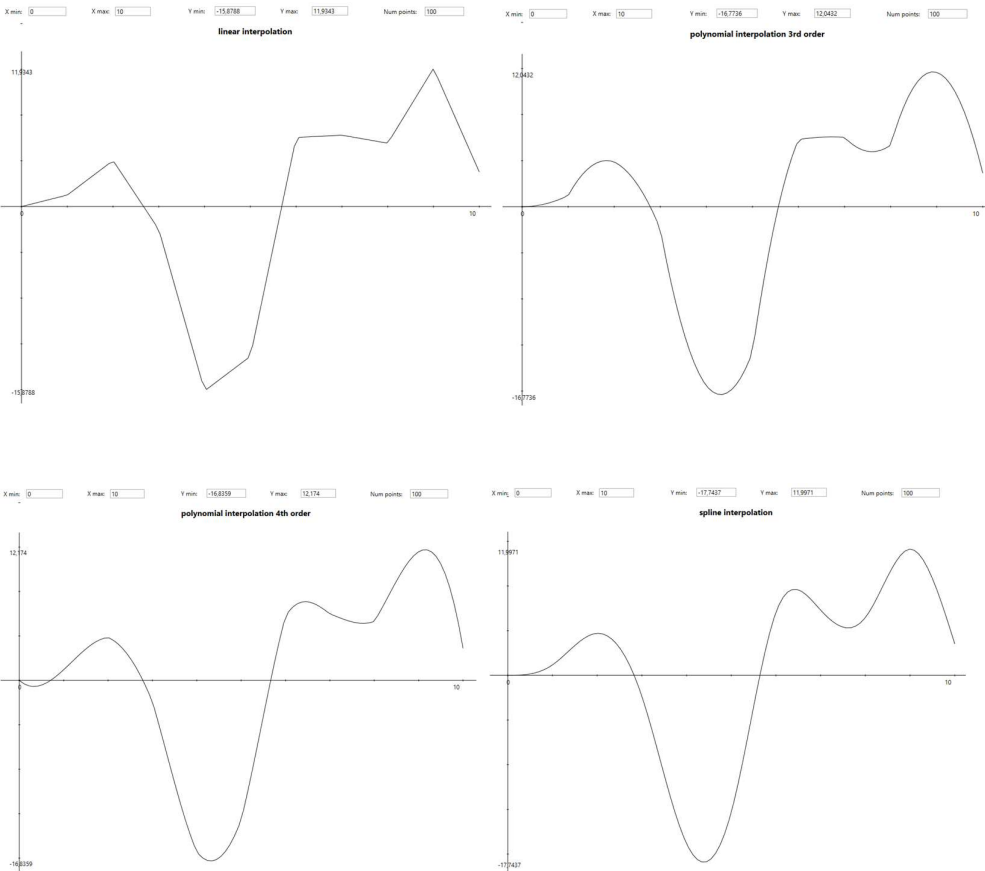 X min: 0 X max: 10 Y min: -15,8788 Y max: 11,9343 Num points: 100
linear interpolation
11,9343
0
10
-15,8788
X min: 0 X max: 10 Y min: -16,7736 Y max: 12,0432 Num points: 100
polynomial interpolation 3rd order
12,0432
0
10
-16,7736
X min: 0 X max: 10 Y min: -16,8359 Y max: 12,174 Num points: 100
polynomial interpolation 4th order
12,174
0
10
-16,8359
X min: 0 X max: 10 Y min: -17,7437 Y max: 11,9971 Num points: 100
spline interpolation
11,9971
0
10
-17,7437